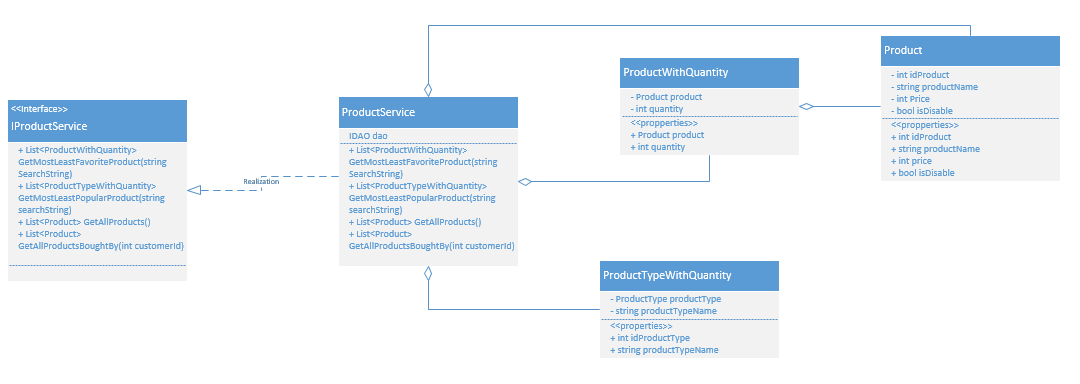 <<Interface>>
IProductService
+ List<ProductWithQuantity>
GetMostLeastFavoriteProduct(string
SearchString)
+ List<ProductTypeWithQuantity>
GetMostLeastPopularProduct(string
searchString)
+ List<Product> GetAllProducts()
+ List<Product>
GetAllProductsBoughtBy(int customerId)
Realization
ProductService
IDAO dao
+ List<ProductWithQuantity>
GetMostLeastFavoriteProduct(string
SearchString)
+ List<ProductTypeWithQuantity>
GetMostLeastPopularProduct(string
searchString)
+ List<Product> GetAllProducts()
+ List<Product>
GetAllProductsBoughtBy(int customerId)
ProductWithQuantity
- Product product
- int quantity
<<propperties>>
+ Product product
+ int quantity
Product
- int idProduct
- string productName
- int Price
- bool isDisable
<<propperties>>
+ int idProduct
+ string productName
+ int price
+ bool isDisable
ProductTypeWithQuantity
- ProductType productType
- string productTypeName
<<properties>>
+ int idProductType
+ string productTypeName